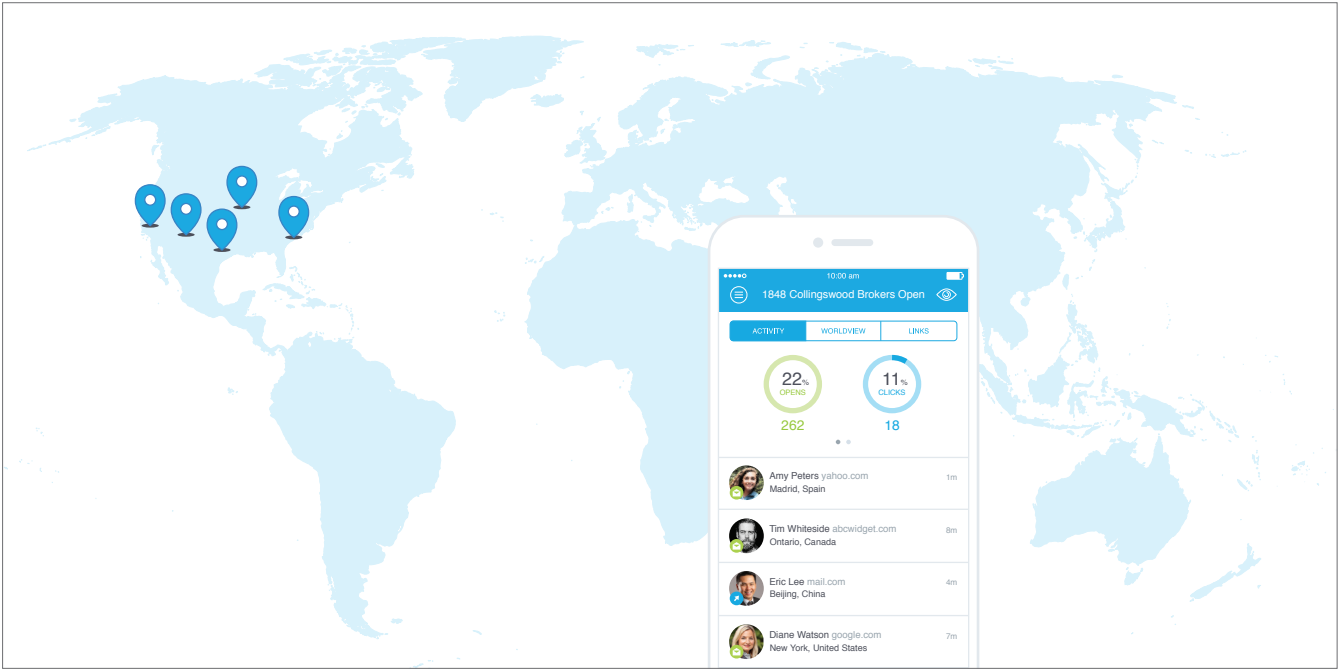 10:00 am
1848 Collingswood Brokers Open
ACTIVITY WORLDVIEW LINKS
22% 11%
OPENS CLICKS
262 18
Amy Peters yahoo.com 1m
Madrid, Spain
Tim Whiteside abcwidget.com 8m
Ontario, Canada
Eric Lee mail.com 4m
Beijing, China
Diane Watson google.com 7m
New York, United States